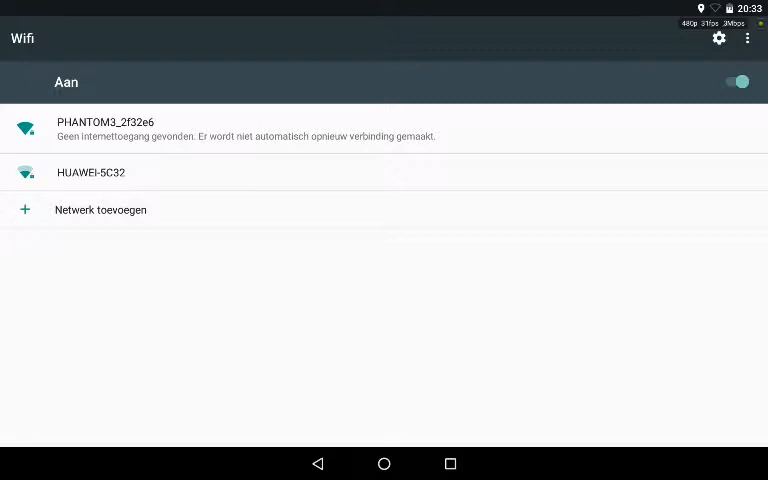 20:33
480p 31fps .3Mbps
Wifi
Aan
PHANTOM3_2f32e6
Geen internettoegang gevonden. Er wordt niet automatisch opnieuw verbinding gemaakt.
HUAWEI-5C32
Netwerk toevoegen